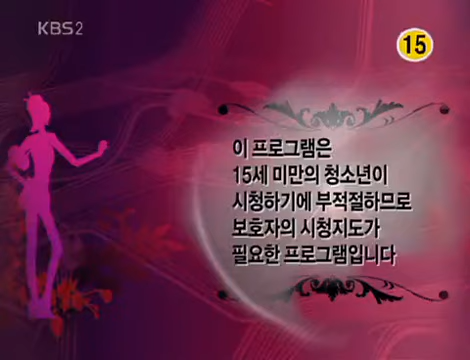 KBS2
15
이 프로그램은
15세 미만의 청소년이
시청하기에 부적절하므로
보호자의 시청지도가
필요한 프로그램입니다